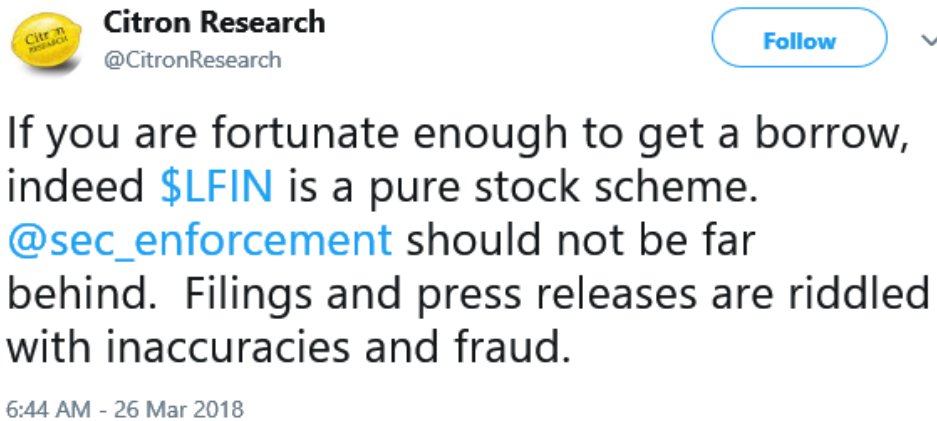 Citron
RESEARCH
Citron Research
@CitronResearch
Follow
If you are fortunate enough to get a borrow,
indeed $LFIN is a pure stock scheme.
@sec_enforcement should not be far
behind.  Filings and press releases are riddled
with inaccuracies and fraud.
6:44 AM - 26 Mar 2018